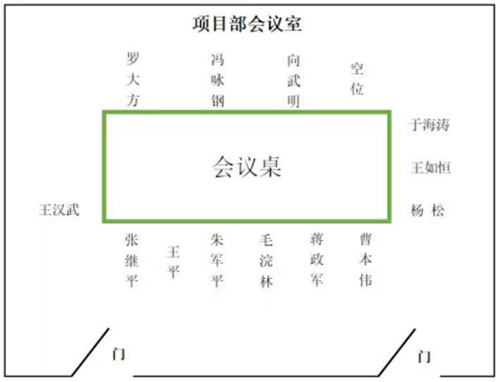 项目部会议室
罗大方
冯咏钢
向武明
空位
于海涛
会议桌
王如恒
王汉武
杨 松
张继平
王平
朱军平
毛浣林
蒋政军
曹本伟
门
门